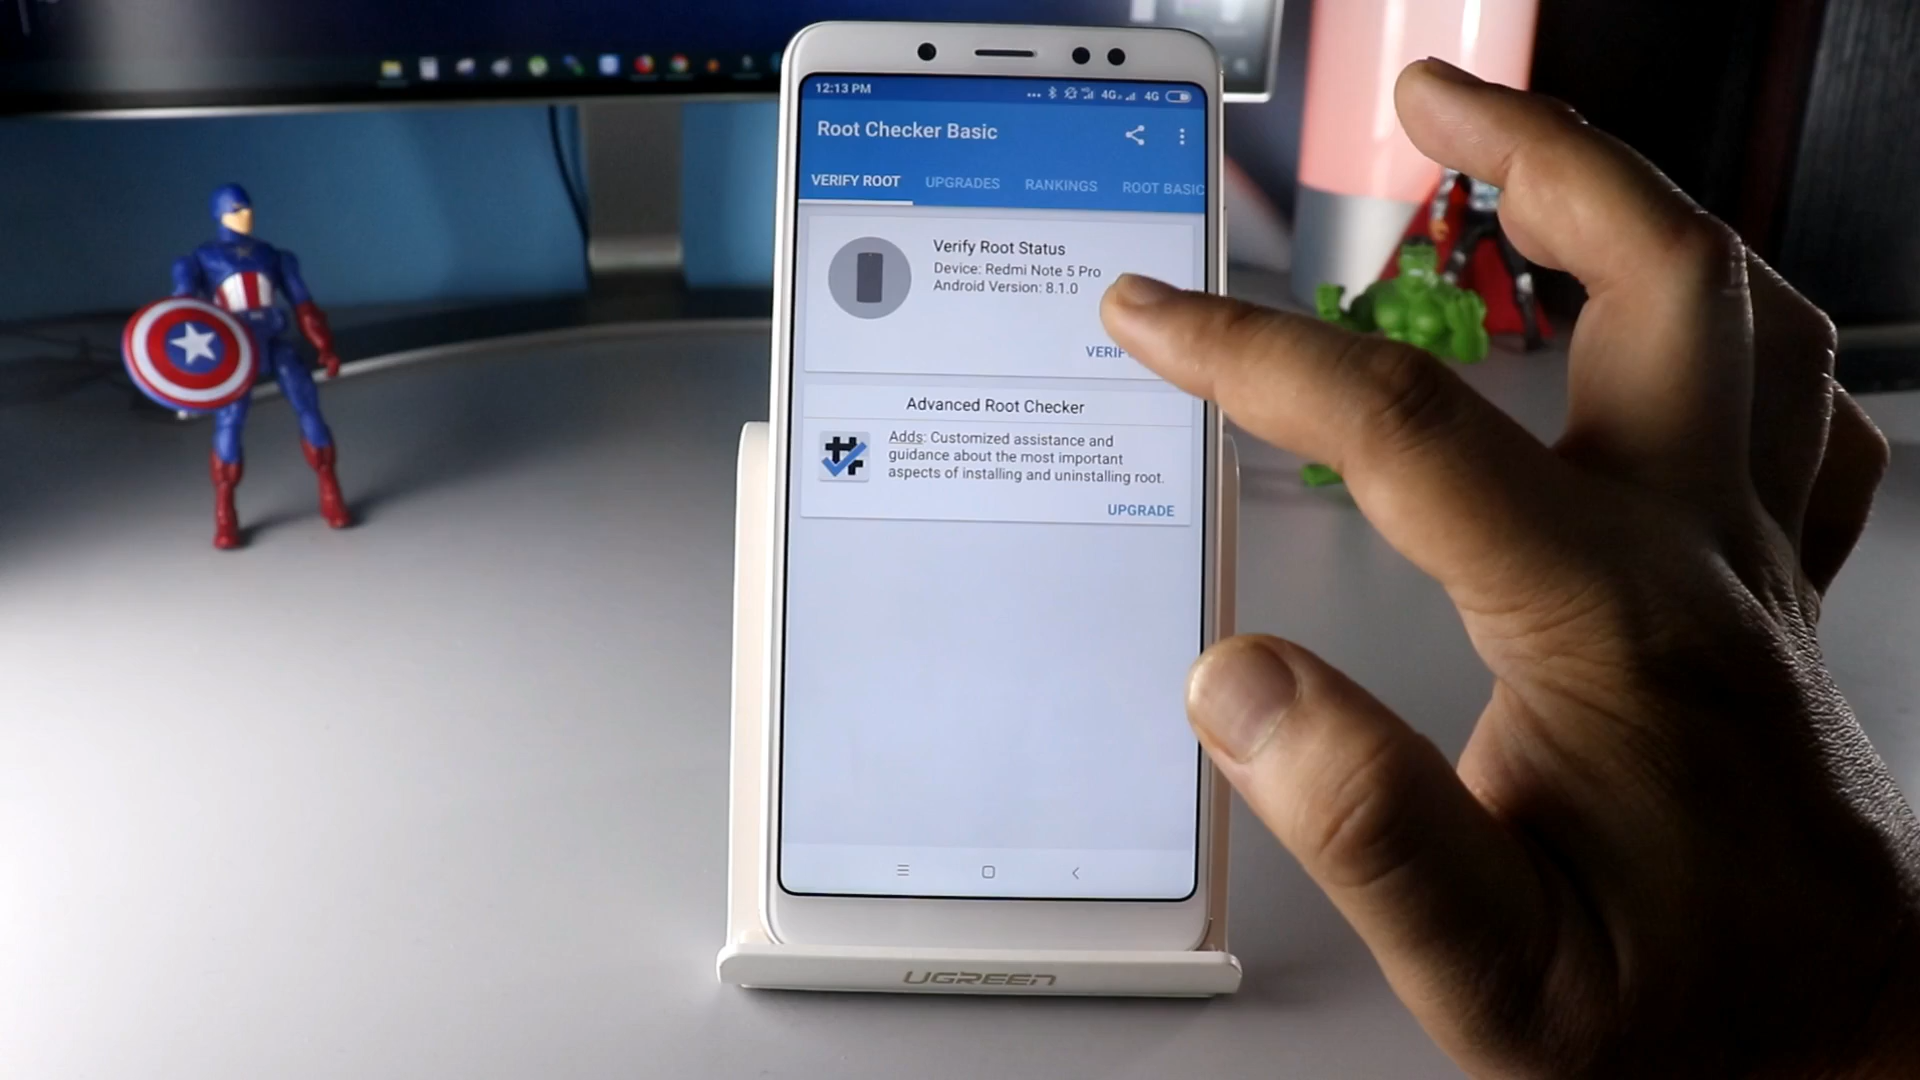 12:13 PM
4G 4G
Root Checker Basic
VERIFY ROOT UPGRADES RANKINGS ROOT BASIC
Verify Root Status
Device: Redmi Note 5 Pro
Android Version: 8.1.0
VERIF
Advanced Root Checker
Adds: Customized assistance and
guidance about the most important
aspects of installing and uninstalling root.
UPGRADE
UGREEN